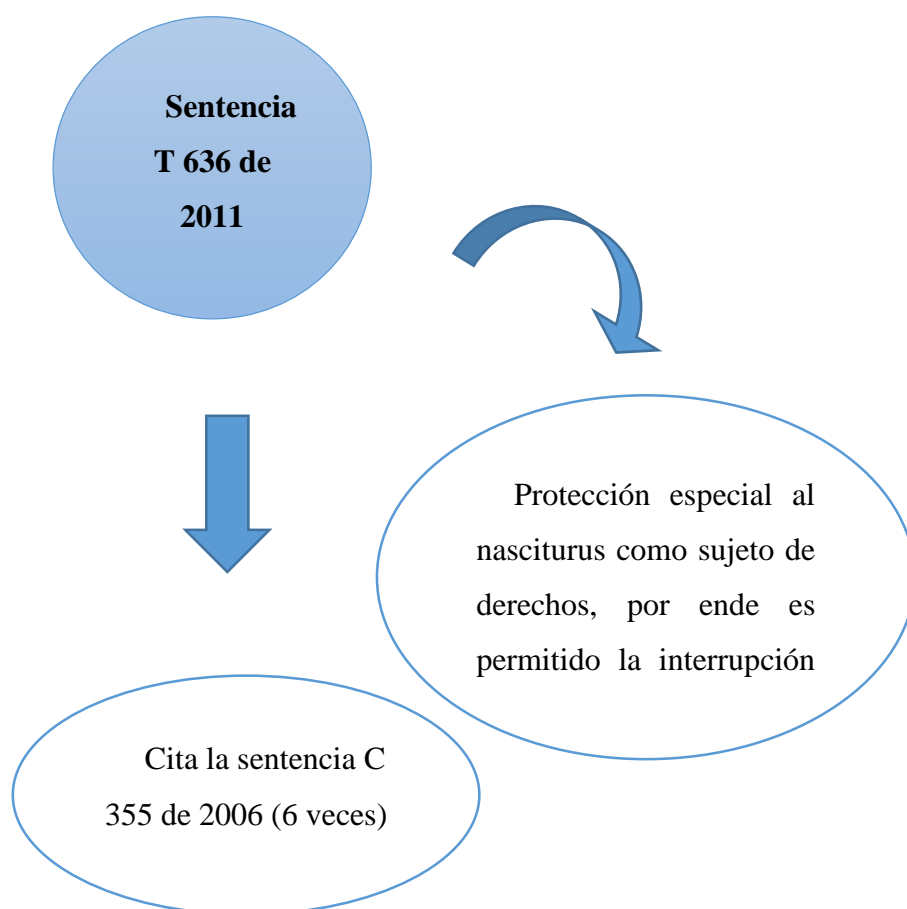 Sentencia
T 636 de
2011
Protección especial al
nasciturus como sujeto de
derechos, por ende es
permitido la interrupción
Cita la sentencia C
355 de 2006 (6 veces)